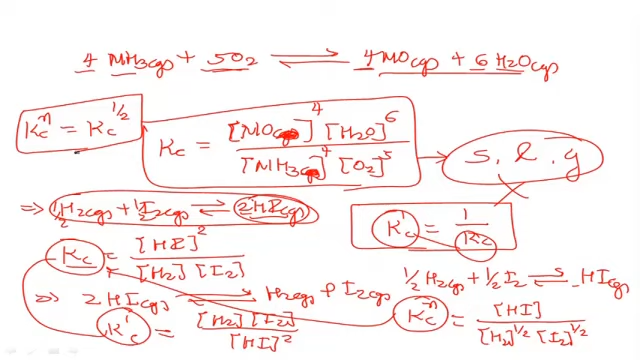 4 NH3(g) + 5O2 ⇌ 4NO(g) + 6 H2O(g)
Kc^n = Kc^1/2
Kc = [NO(g)]^4 [H2O]^6 / [NH3(g)]^4 [O2]^5
s, l, g
⇒ 1/2 H2(g) + 1/2 I2(g) ⇌ 2HI(g)
Kc' = 1 / Kc
Kc = [HI]^2 / [H2] [I2]
1/2 H2(g) + 1/2 I2 ⇌ HI(g)
⇒ 2HI(g) ⇌ H2(g) + I2(g)
Kc' = [H2] [I2] / [HI]^2
Kc^n = [HI] / [H2]^1/2 [I2]^1/2